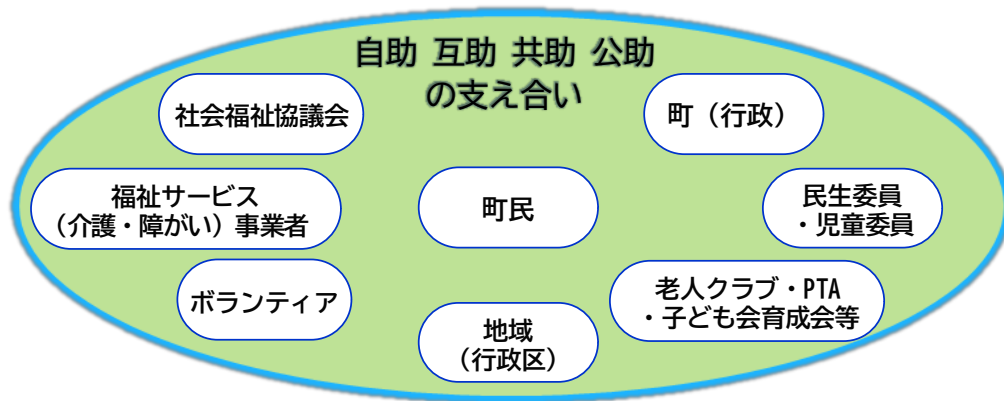 自助 互助 共助 公助
の支え合い
社会福祉協議会
町（行政）
福祉サービス
（介護・障がい）事業者
町民
民生委員
・児童委員
ボランティア
老人クラブ・PTA
・子ども会育成会等
地域
（行政区）